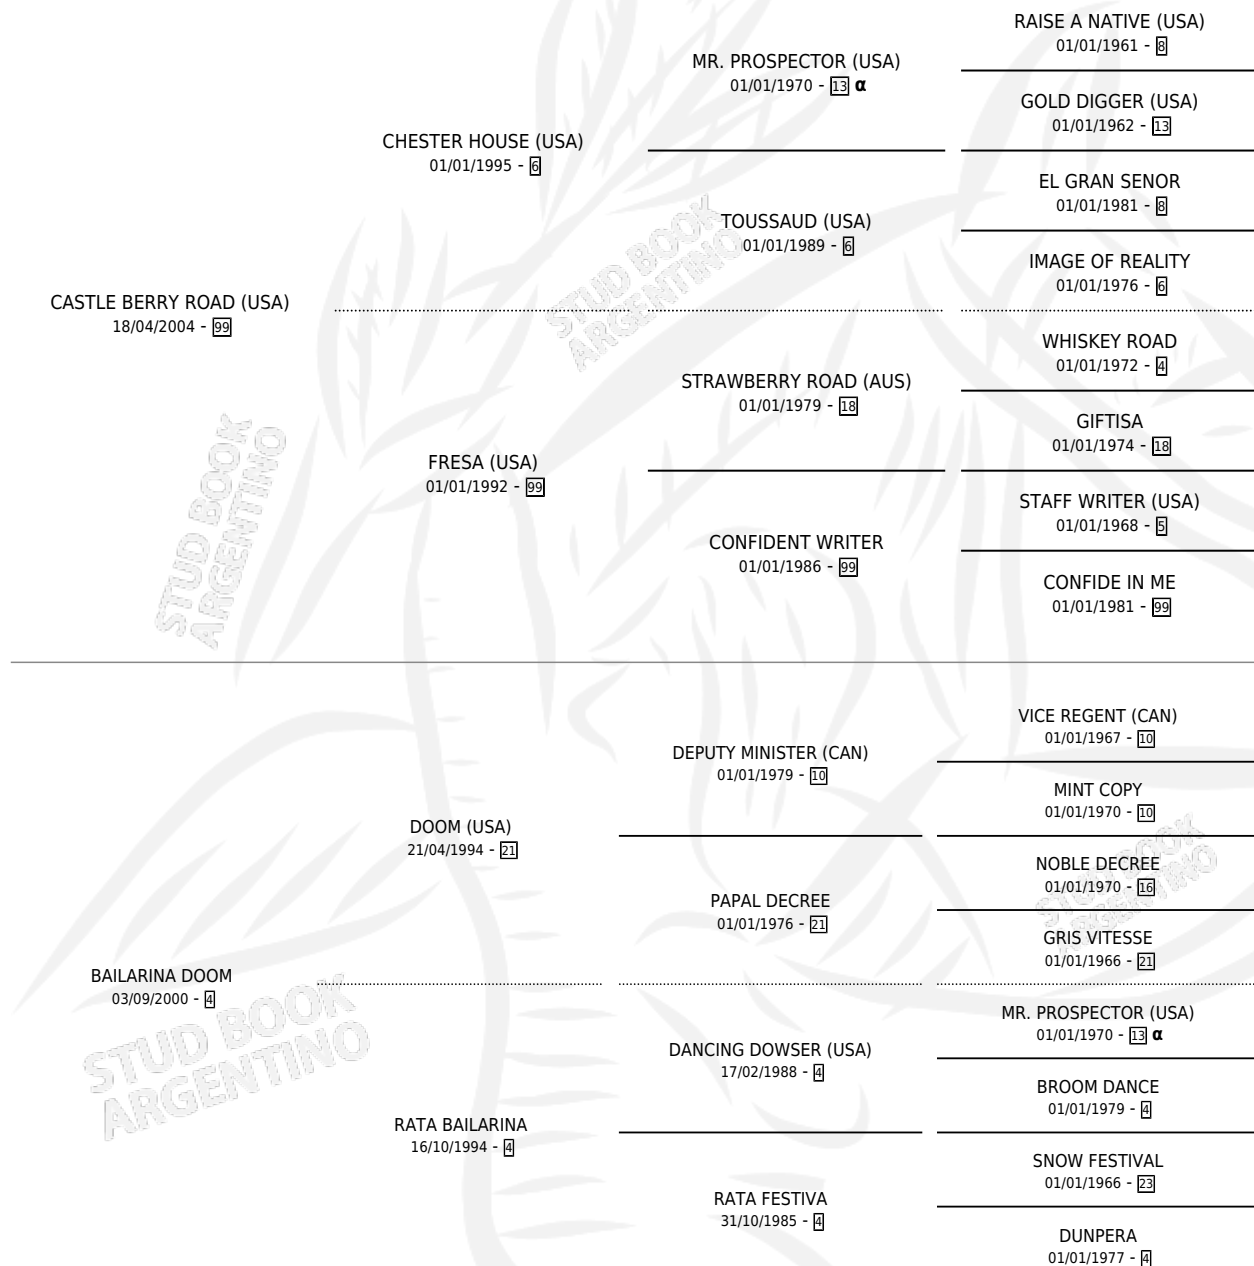 RAISE A NATIVE (USA)
01/01/1961 - 8
MR. PROSPECTOR (USA)
01/01/1970 - 13 α
GOLD DIGGER (USA)
01/01/1962 - 13
CHESTER HOUSE (USA)
01/01/1995 - 6
EL GRAN SENOR
01/01/1981 - 8
TOUSSAUD (USA)
01/01/1989 - 6
IMAGE OF REALITY
01/01/1976 - 6
CASTLE BERRY ROAD (USA)
18/04/2004 - 99
WHISKEY ROAD
01/01/1972 - 4
STRAWBERRY ROAD (AUS)
01/01/1979 - 18
GIFTISA
01/01/1974 - 18
FRESA (USA)
01/01/1992 - 99
STAFF WRITER (USA)
01/01/1968 - 5
CONFIDENT WRITER
01/01/1986 - 99
CONFIDE IN ME
01/01/1981 - 99
VICE REGENT (CAN)
01/01/1967 - 10
DEPUTY MINISTER (CAN)
01/01/1979 - 10
MINT COPY
01/01/1970 - 10
DOOM (USA)
21/04/1994 - 21
NOBLE DECREE
01/01/1970 - 16
PAPAL DECREE
01/01/1976 - 21
GRIS VITESSE
01/01/1966 - 21
BAILARINA DOOM
03/09/2000 - 4
MR. PROSPECTOR (USA)
01/01/1970 - 13 α
DANCING DOWSER (USA)
17/02/1988 - 4
BROOM DANCE
01/01/1979 - 4
RATA BAILARINA
16/10/1994 - 4
SNOW FESTIVAL
01/01/1966 - 23
RATA FESTIVA
31/10/1985 - 4
DUNPERA
01/01/1977 - 4
STUD BOOK
ARGENTINO
STUD BOOK
ARGENTINO
STUD BOOK
ARGENTINO
STUD BOOK
ARGENTINO